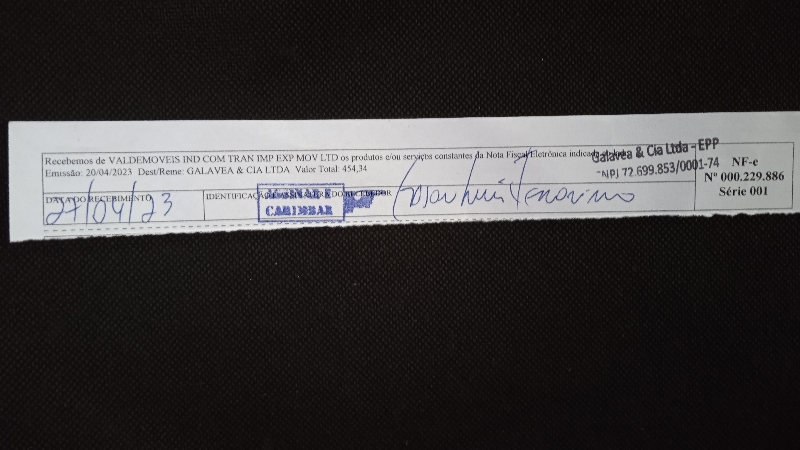 Recebemos de VALDEMOVEIS IND COM TRAN IMP EXP MOV LTD os produtos e/ou serviços constantes da Nota Fiscal Eletrônica indicada
Galavea & Cia Ltda - EPP
Emissão: 20/04/2023 Dest/Reme: GALAVEA & CIA LTDA Valor Total: 454,34
CNPJ 72.699.853/0001-74
NF-e
Nº 000.229.886
Série 001
DATA DO RECEBIMENTO
27/04/23
ASSINAR E
CARIMBAR